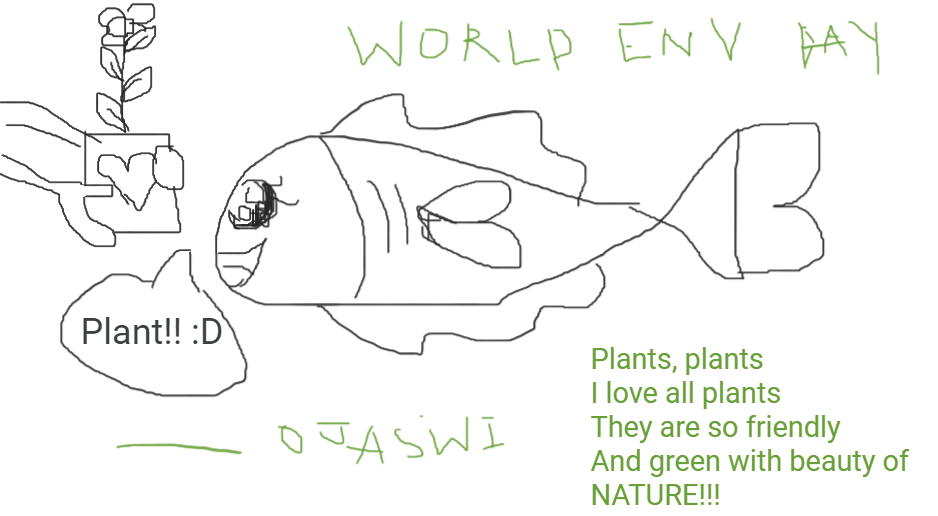 WORLD ENV DAY
Plant!! :D
Plants, plants
I love all plants
They are so friendly
And green with beauty of
NATURE!!!
OJASWI